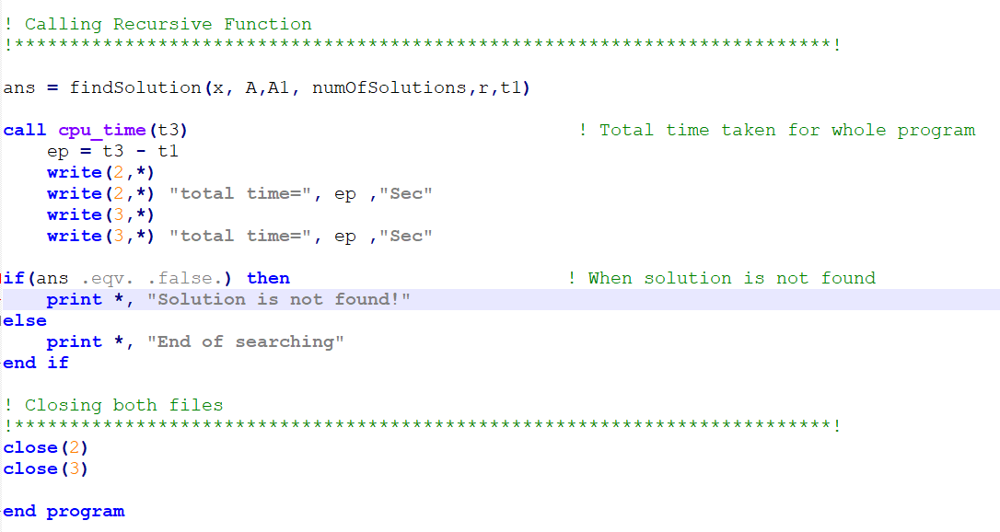 ! Calling Recursive Function
!**************************************************************************!
ans = findSolution(x, A,A1, numOfSolutions,r,t1)
call cpu_time(t3) ! Total time taken for whole program
ep = t3 - t1
write(2,*)
write(2,*) "total time=", ep ,"Sec"
write(3,*)
write(3,*) "total time=", ep ,"Sec"
if(ans .eqv. .false.) then ! When solution is not found
print *, "Solution is not found!"
else
print *, "End of searching"
end if
! Closing both files
!**************************************************************************!
close(2)
close(3)
end program